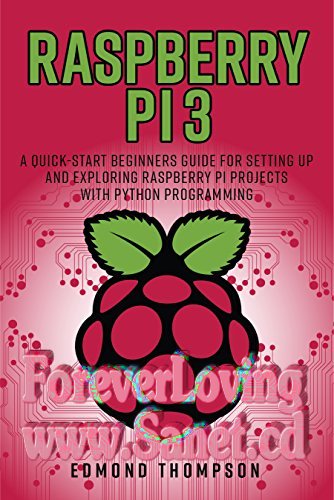 RASPBERRY
PI 3
A QUICK-START BEGINNERS GUIDE FOR SETTING UP
AND EXPLORING RASPBERRY PI PROJECTS
WITH PYTHON PROGRAMMING
ForeverLoving
www.Sanet.cd
EDMOND THOMPSON